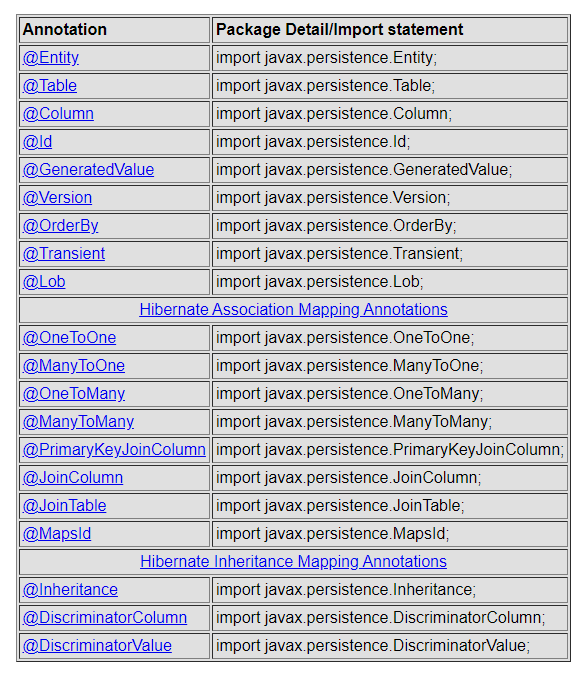 Annotation Package Detail/Import statement
@Entity import javax.persistence.Entity;
@Table import javax.persistence.Table;
@Column import javax.persistence.Column;
@Id import javax.persistence.Id;
@GeneratedValue import javax.persistence.GeneratedValue;
@Version import javax.persistence.Version;
@OrderBy import javax.persistence.OrderBy;
@Transient import javax.persistence.Transient;
@Lob import javax.persistence.Lob;
Hibernate Association Mapping Annotations
@OneToOne import javax.persistence.OneToOne;
@ManyToOne import javax.persistence.ManyToOne;
@OneToMany import javax.persistence.OneToMany;
@ManyToMany import javax.persistence.ManyToMany;
@PrimaryKeyJoinColumn import javax.persistence.PrimaryKeyJoinColumn;
@JoinColumn import javax.persistence.JoinColumn;
@JoinTable import javax.persistence.JoinTable;
@MapsId import javax.persistence.MapsId;
Hibernate Inheritance Mapping Annotations
@Inheritance import javax.persistence.Inheritance;
@DiscriminatorColumn import javax.persistence.DiscriminatorColumn;
@DiscriminatorValue import javax.persistence.DiscriminatorValue;